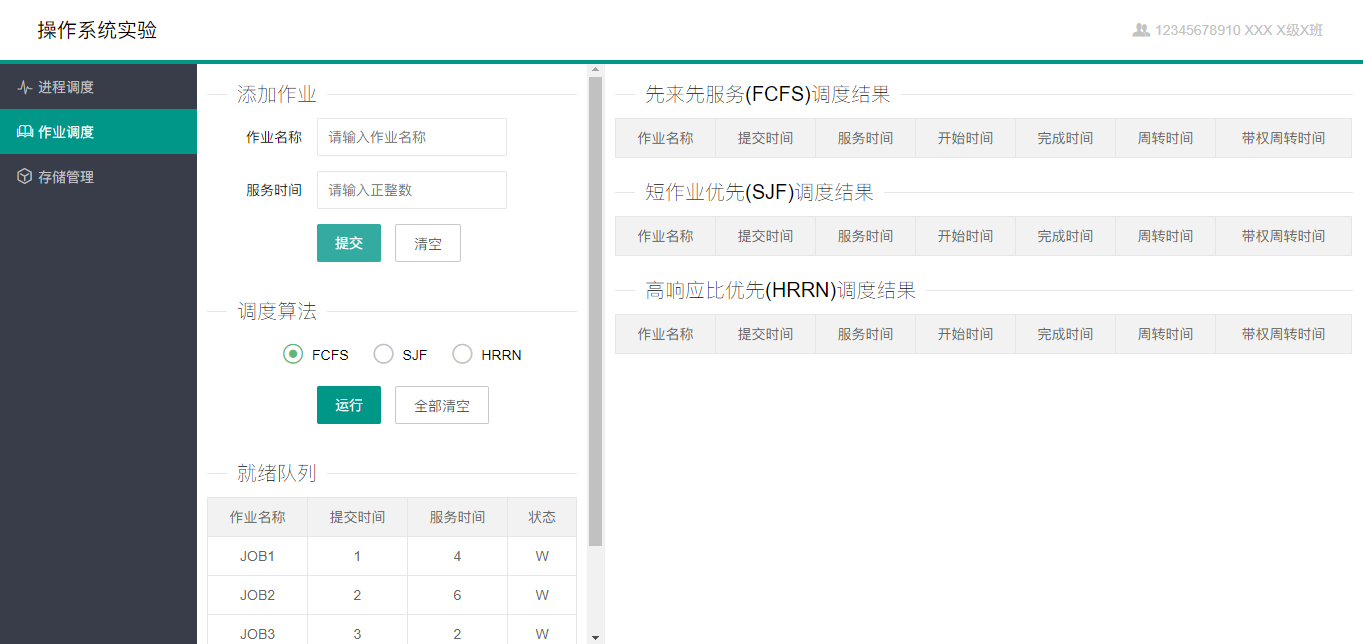 操作系统实验
12345678910 XXX X级X班
进程调度
作业调度
存储管理
添加作业
作业名称 请输入作业名称
服务时间 请输入正整数
提交 清空
调度算法
FCFS SJF HRRN
运行 全部清空
就绪队列
作业名称 提交时间 服务时间 状态
JOB1 1 4 W
JOB2 2 6 W
JOB3 3 2 W
先来先服务(FCFS)调度结果
作业名称 提交时间 服务时间 开始时间 完成时间 周转时间 带权周转时间
短作业优先(SJF)调度结果
作业名称 提交时间 服务时间 开始时间 完成时间 周转时间 带权周转时间
高响应比优先(HRRN)调度结果
作业名称 提交时间 服务时间 开始时间 完成时间 周转时间 带权周转时间